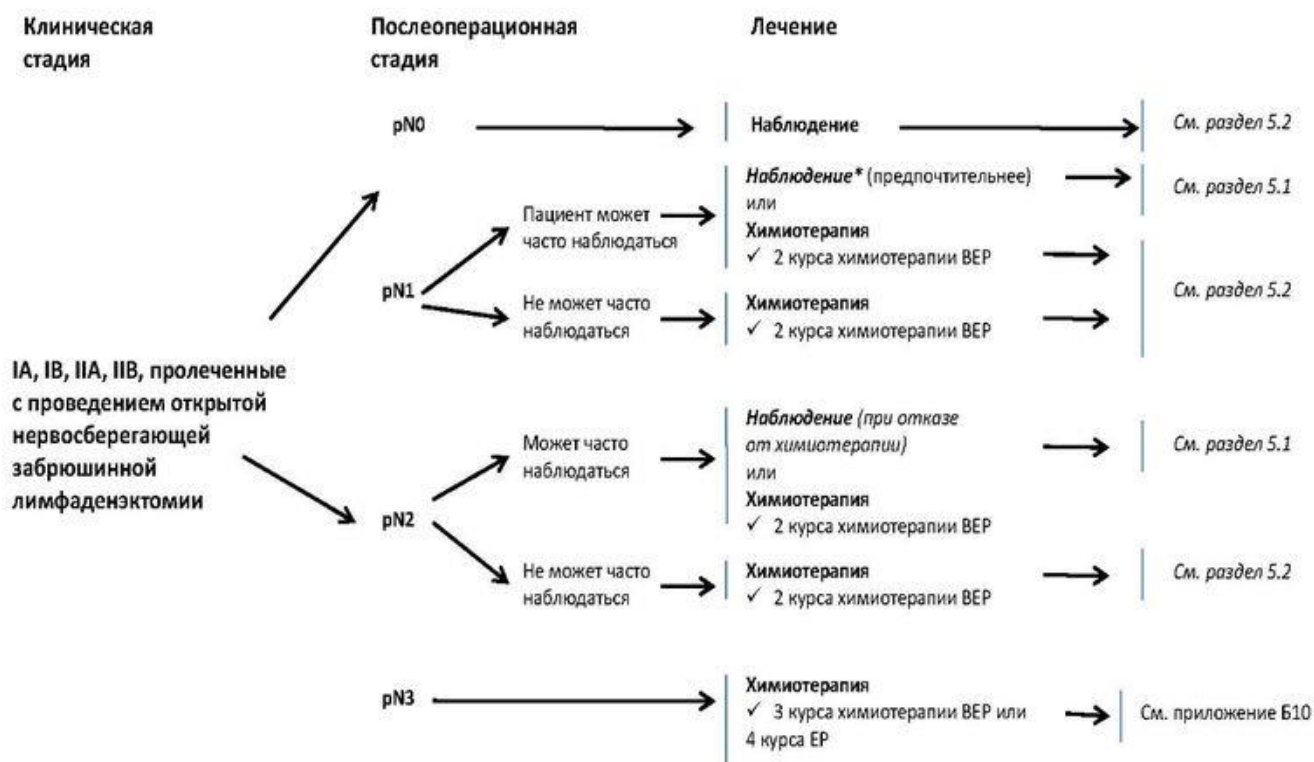 Клиническая
стадия
Послеоперационная
стадия
Лечение
pN0
Наблюдение
См. раздел 5.2
Наблюдение* (предпочтительнее)
или
Химиотерапия
✓ 2 курса химиотерапии BEP
См. раздел 5.1
Пациент может
часто наблюдаться
pN1
Не может часто
наблюдаться
Химиотерапия
✓ 2 курса химиотерапии BEP
См. раздел 5.2
IA, IB, IIA, IIB, пролеченные
с проведением открытой
нервосберегающей
забрюшинной
лимфаденэктомии
Может часто
наблюдаться
Наблюдение (при отказе
от химиотерапии)
или
Химиотерапия
✓ 2 курса химиотерапии BEP
См. раздел 5.1
pN2
Не может часто
наблюдаться
Химиотерапия
✓ 2 курса химиотерапии BEP
См. раздел 5.2
pN3
Химиотерапия
✓ 3 курса химиотерапии BEP или
4 курса EP
См. приложение Б10